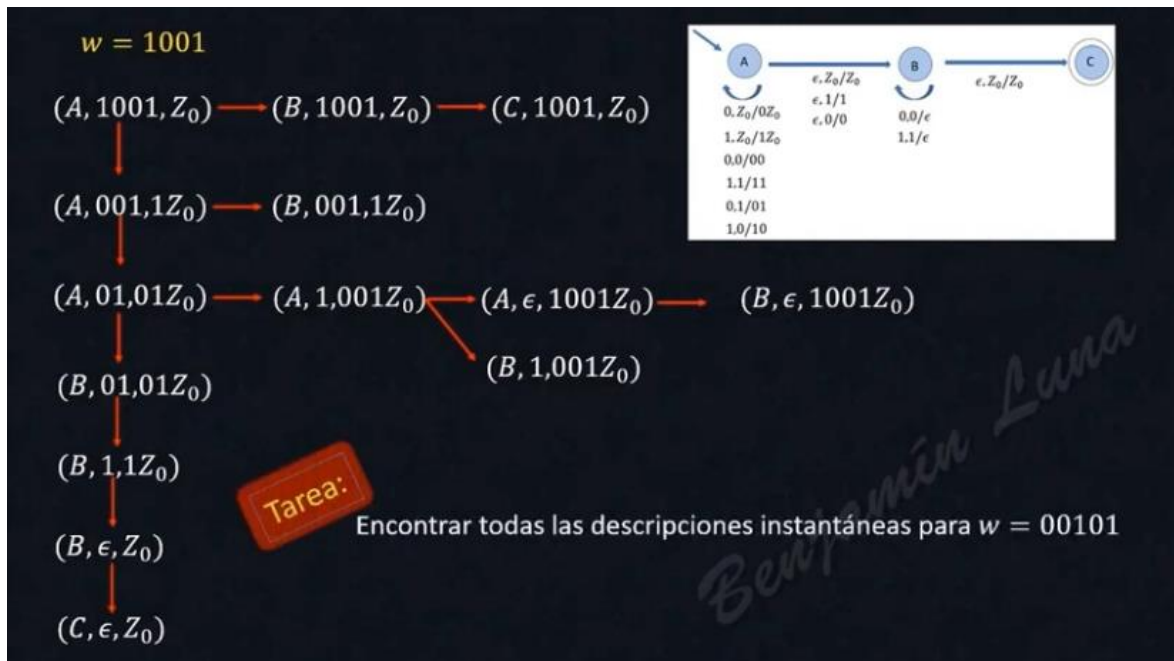 w = 1001
(A, 1001, Z₀) → (B, 1001, Z₀) → (C, 1001, Z₀)
(A, 001,1Z₀) → (B, 001,1Z₀)
(A, 01,01Z₀) → (A, 1,001Z₀) → (A, ϵ, 1001Z₀) → (B, ϵ, 1001Z₀)
(B, 1,001Z₀)
(B, 01,01Z₀)
(B, 1,1Z₀)
(B, ϵ, Z₀)
(C, ϵ, Z₀)
A B C
0, Z₀/0Z₀
1, Z₀/1Z₀
0,0/00
1,1/11
0,1/01
1,0/10
ϵ, Z₀/Z₀
ϵ, 1/1
ϵ, 0/0
0,0/ϵ
1,1/ϵ
ϵ, Z₀/Z₀
Tarea:
Encontrar todas las descripciones instantáneas para w = 00101
Benjamín Luna